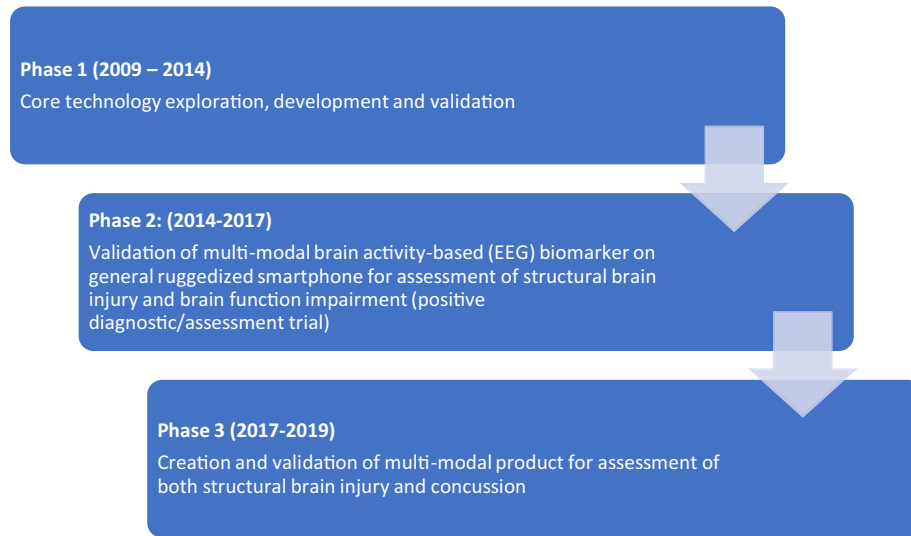 Phase 1 (2009 – 2014)
Core technology exploration, development and validation
Phase 2: (2014-2017)
Validation of multi-modal brain activity-based (EEG) biomarker on
general ruggedized smartphone for assessment of structural brain
injury and brain function impairment (positive
diagnostic/assessment trial)
Phase 3 (2017-2019)
Creation and validation of multi-modal product for assessment of
both structural brain injury and concussion